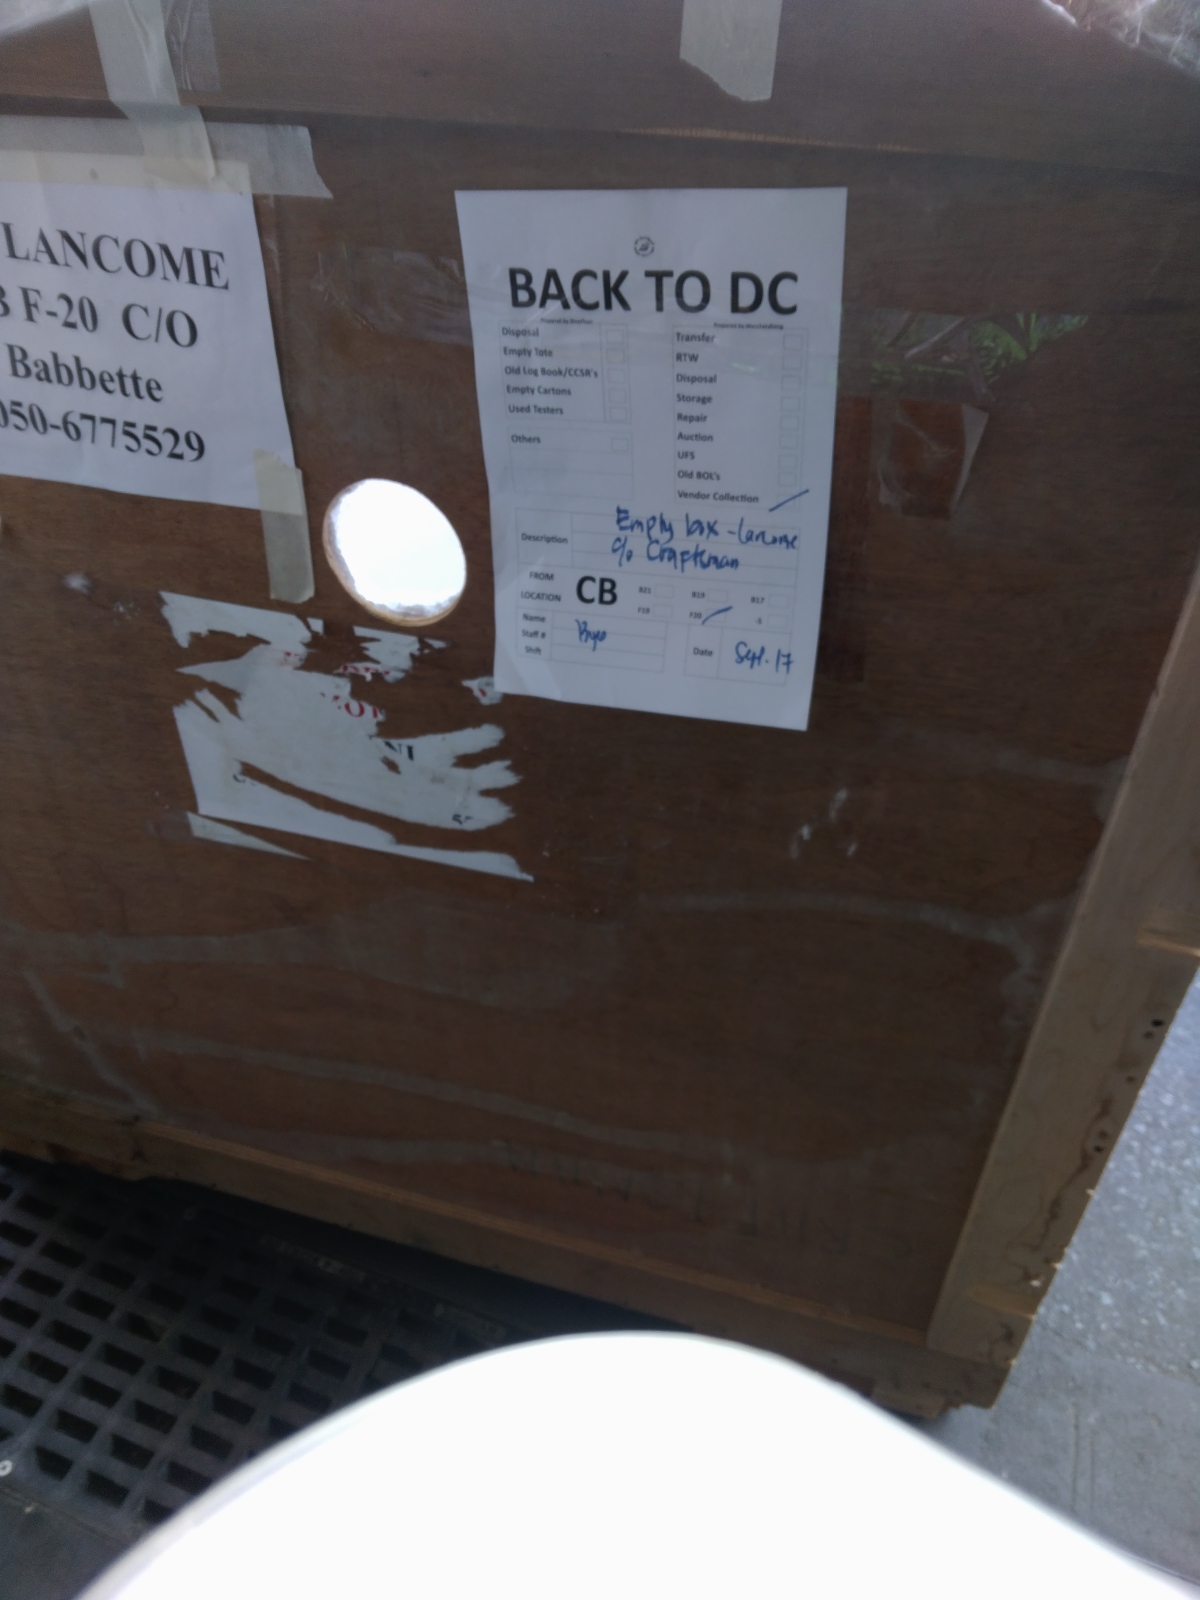 LANCOME
B F-20 C/O
Babbette
050-6775529
BACK TO DC
Disposal
Empty Tote
Old Log Book/CCSR's
Empty Cartons
Used Testers
Others
Transfer
RTW
Disposal
Storage
Repair
Auction
UFS
Old BOL's
Vendor Collection
Description
Empty box - Lancome
c/o Craftsman
FROM
LOCATION
CB
B21
B19
B17
F19
F20
Name
Staff #
Shift
Date
Sept. 17